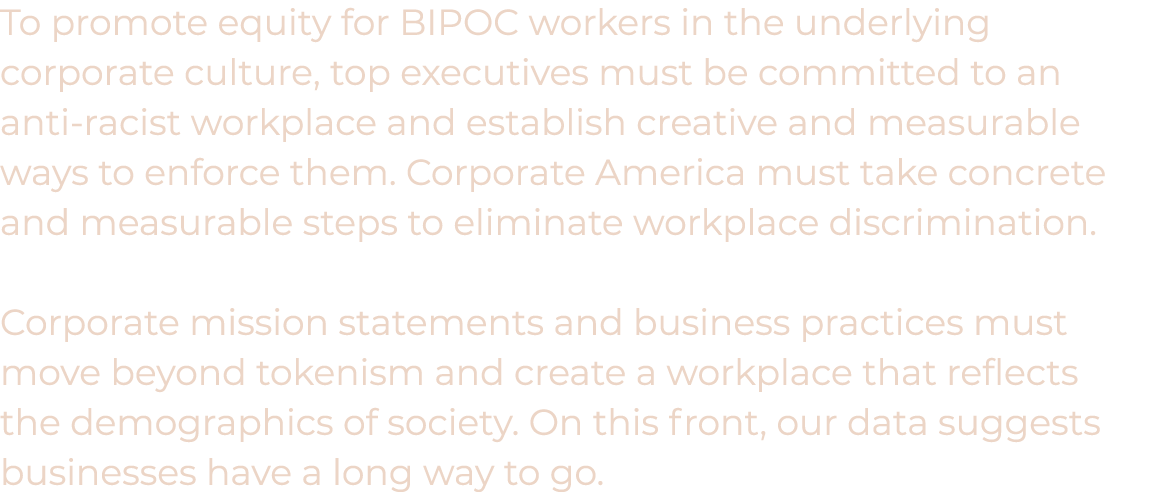 To promote equity for BIPOC workers in the underlying
corporate culture, top executives must be committed to an
anti-racist workplace and establish creative and measurable
ways to enforce them. Corporate America must take concrete
and measurable steps to eliminate workplace discrimination.
Corporate mission statements and business practices must
move beyond tokenism and create a workplace that reflects
the demographics of society. On this front, our data suggests
businesses have a long way to go.